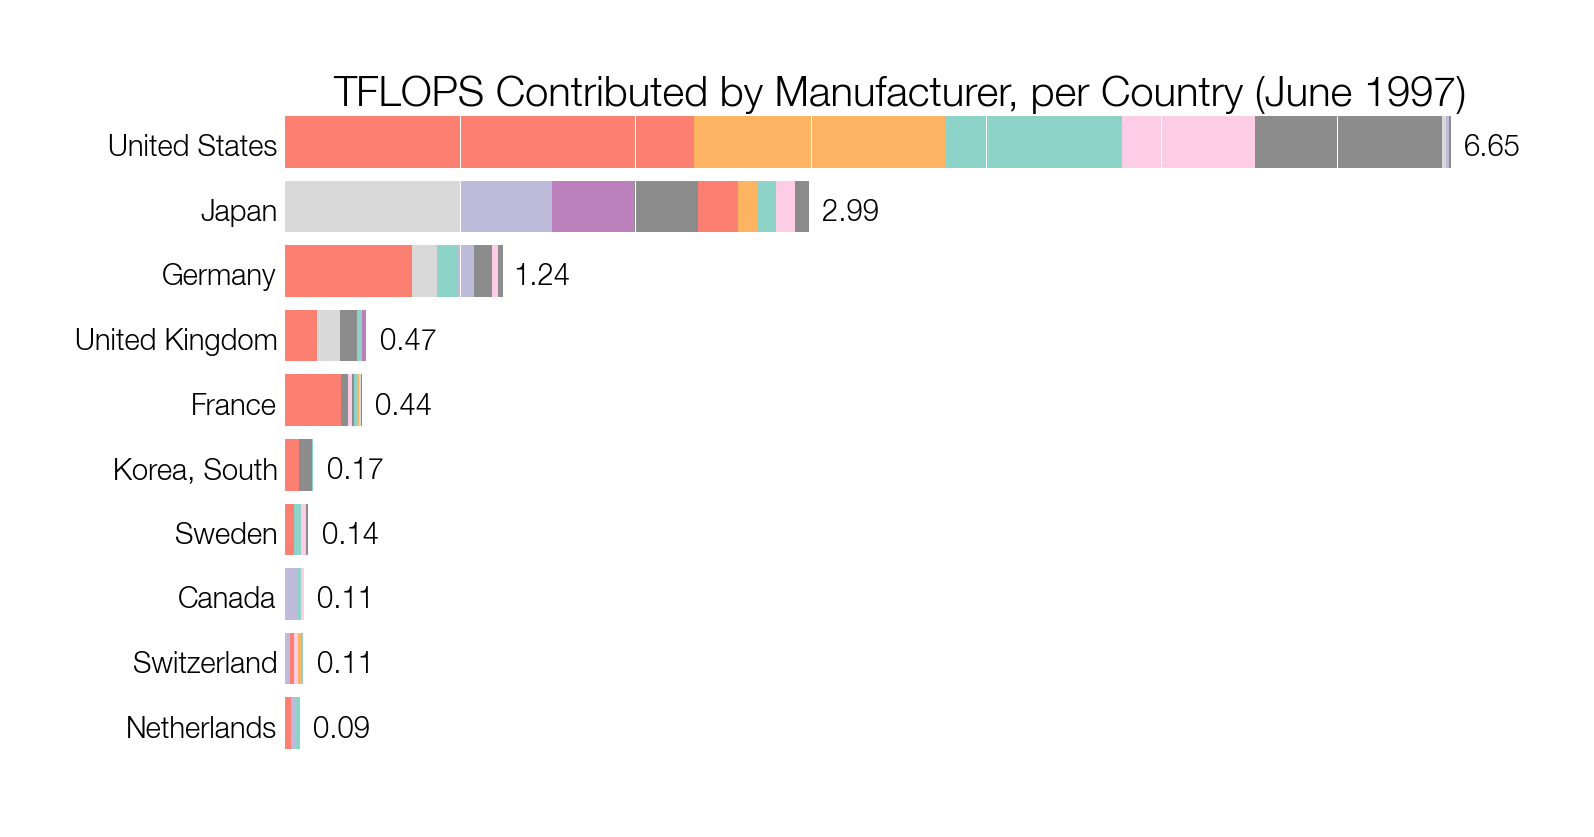 TFLOPS Contributed by Manufacturer, per Country (June 1997)
United States 6.65
Japan 2.99
Germany 1.24
United Kingdom 0.47
France 0.44
Korea, South 0.17
Sweden 0.14
Canada 0.11
Switzerland 0.11
Netherlands 0.09